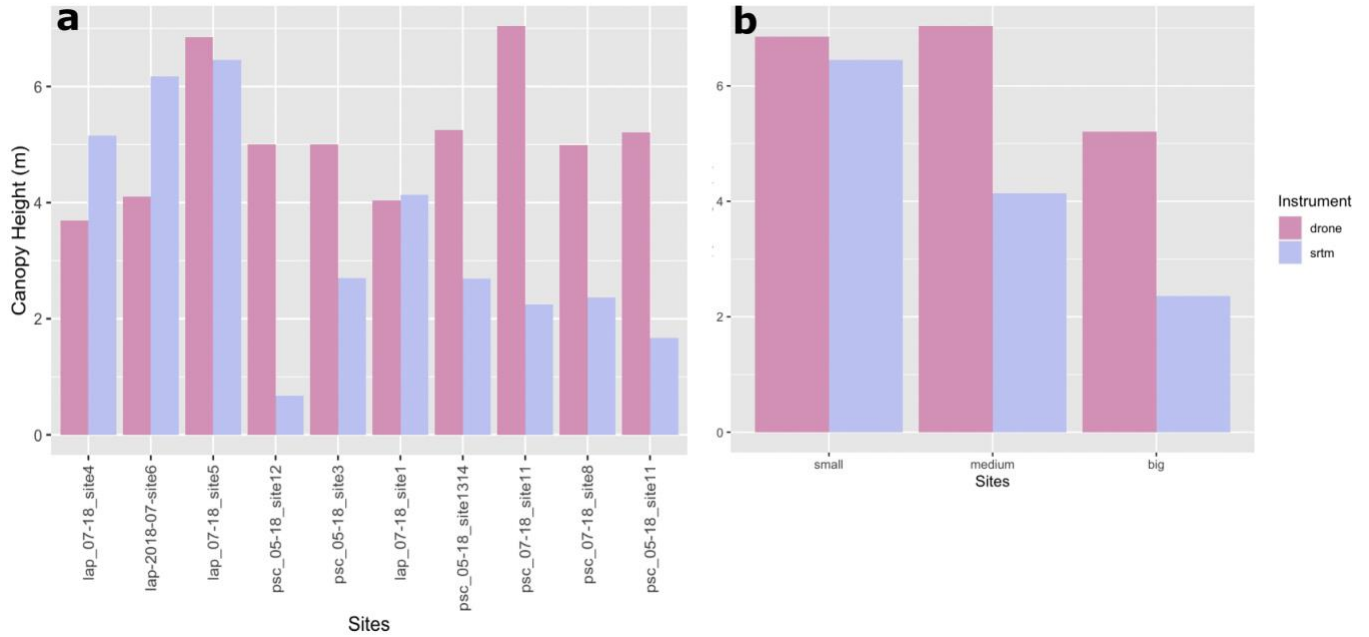 a
Canopy Height (m)
6
4
2
0
lap_07-18_site4
lap-2018-07-site6
lap_07-18_site5
psc_05-18_site12
psc_05-18_site3
lap_07-18_site1
psc_05-18_site1314
psc_07-18_site11
psc_07-18_site8
psc_05-18_site11
Sites
b
6
4
2
0
small medium big
Sites
Instrument
drone
srtm